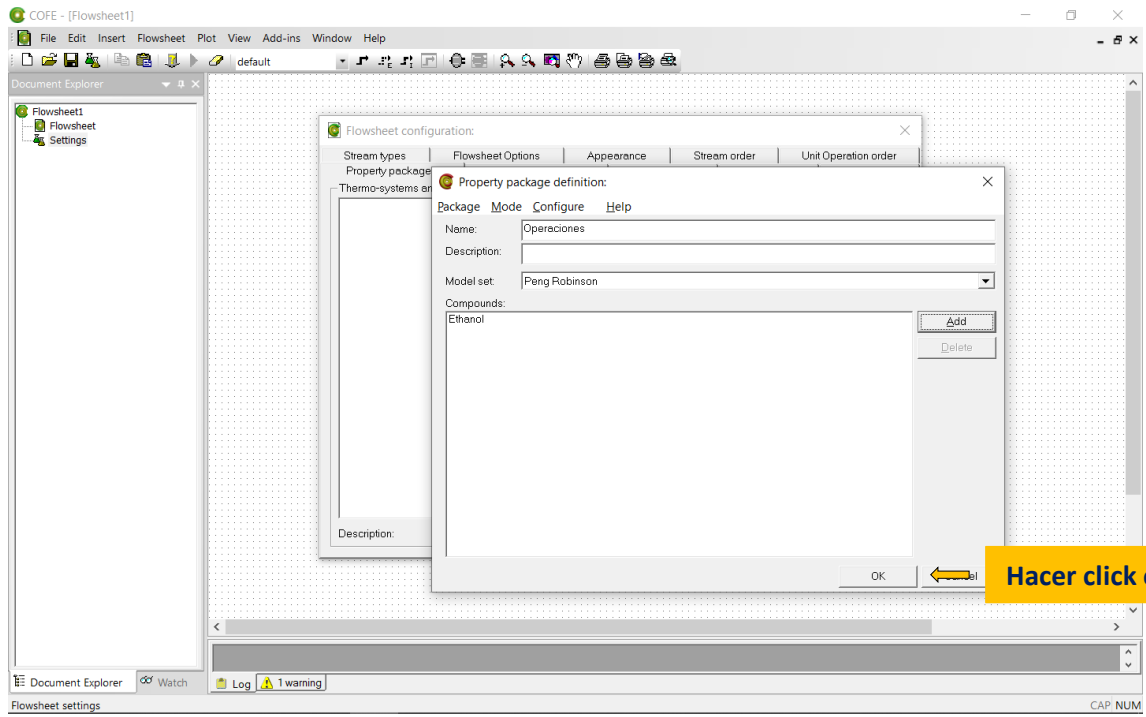 COFE - [Flowsheet1]
File Edit Insert Flowsheet Plot View Add-ins Window Help
default
Document Explorer
Flowsheet1
Flowsheet
Settings
Flowsheet configuration:
Stream types Flowsheet Options Appearance Stream order Unit Operation order
Property package
Thermo-systems an
Description:
Property package definition:
Package Mode Configure Help
Name: Operaciones
Description:
Model set: Peng Robinson
Compounds:
Ethanol
Add
Delete
OK
Hacer click
Document Explorer Watch
Log 1 warning
Flowsheet settings
CAP NUM